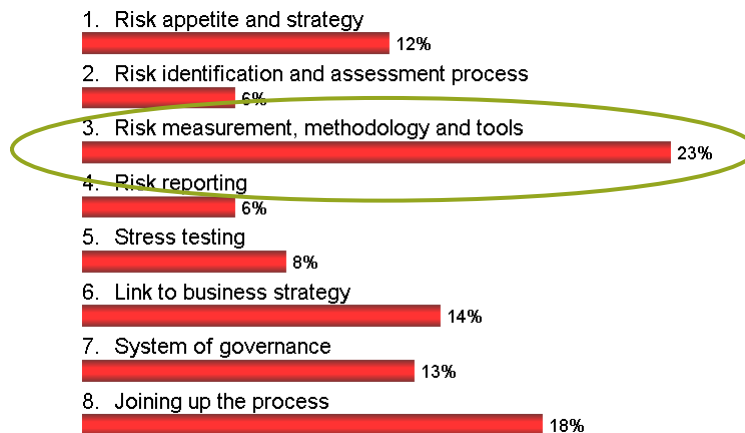 1. Risk appetite and strategy
12%
2. Risk identification and assessment process
6%
3. Risk measurement, methodology and tools
23%
4. Risk reporting
6%
5. Stress testing
8%
6. Link to business strategy
14%
7. System of governance
13%
8. Joining up the process
18%